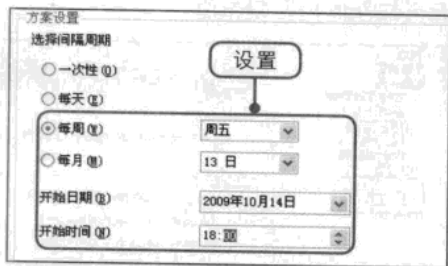 方案设置
选择间隔周期
设置
一次性(O)
每天(E)
每周(W) 周五
每月(M) 13 日
开始日期(B) 2009年10月14日
开始时间(N) 18:00